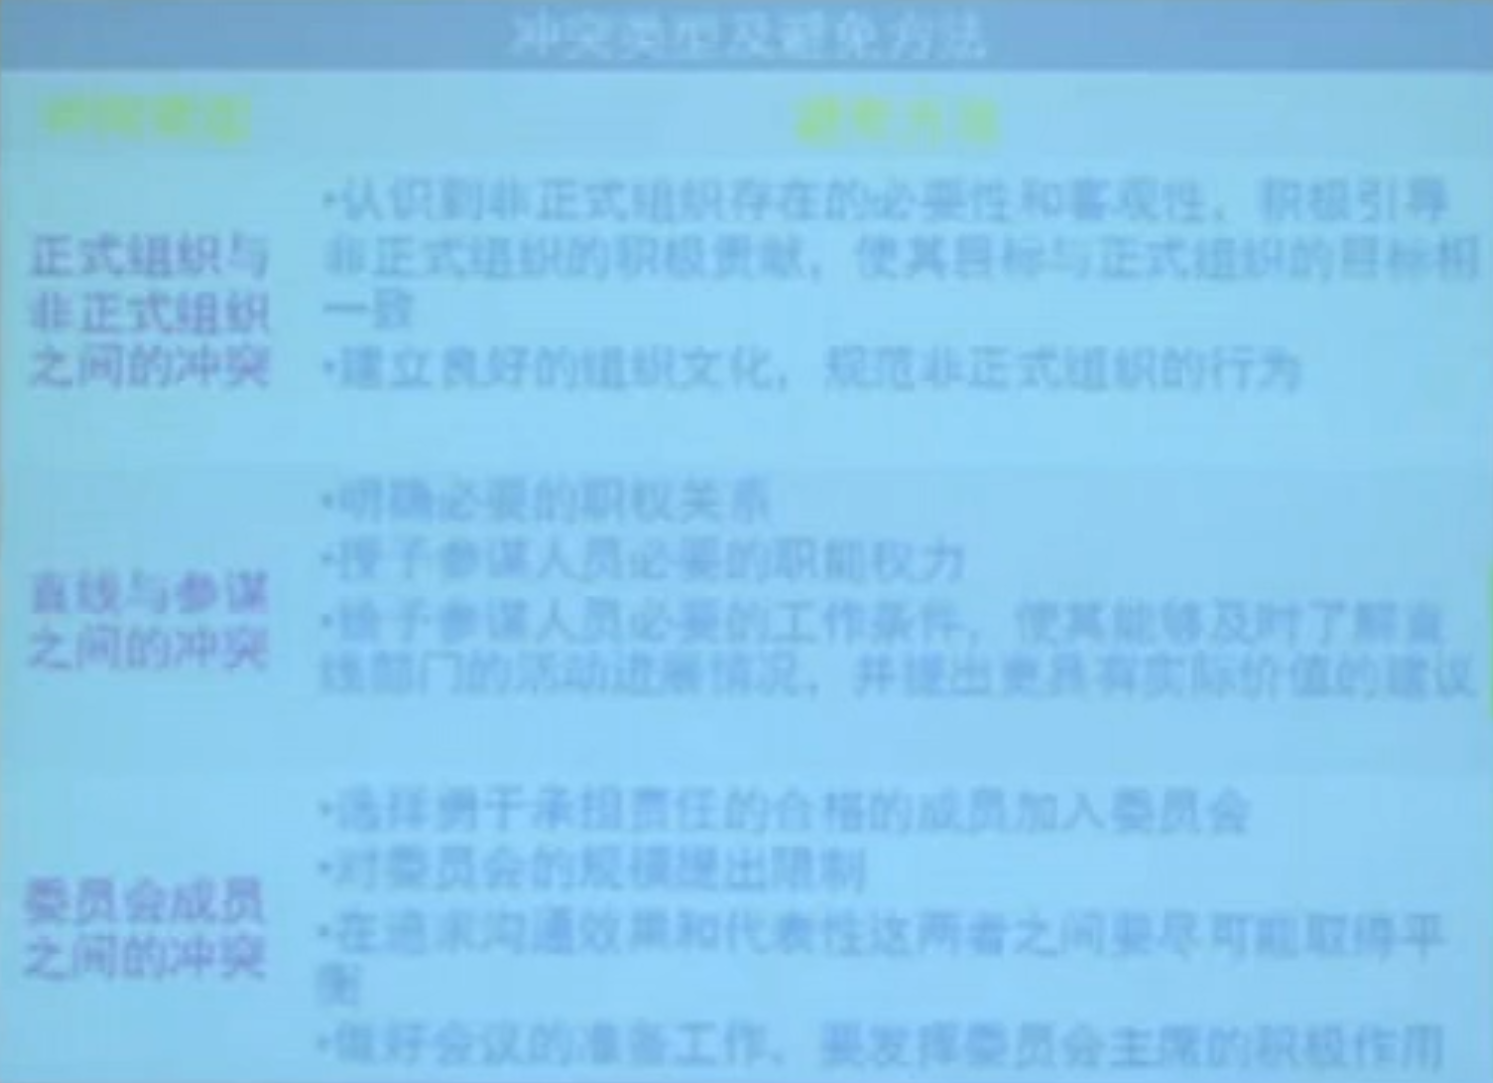 冲突类型及避免方法
冲突类型
避免方法
正式组织与
非正式组织
之间的冲突
•认识到非正式组织存在的必要性和客观性，积极引导
非正式组织的积极贡献，使其目标与正式组织的目标相
一致
•建立良好的组织文化，规范非正式组织的行为
直线与参谋
之间的冲突
•明确必要的职权关系
•授予参谋人员必要的职能权力
•给予参谋人员必要的工作条件，使其能够及时了解直
线部门的活动进展情况，并提出更具有实际价值的建议
委员会成员
之间的冲突
•选择勇于承担责任的合格的成员加入委员会
•对委员会的规模提出限制
•在追求沟通效果和代表性这两者之间要尽可能取得平
衡
•做好会议的准备工作，要发挥委员会主席的积极作用